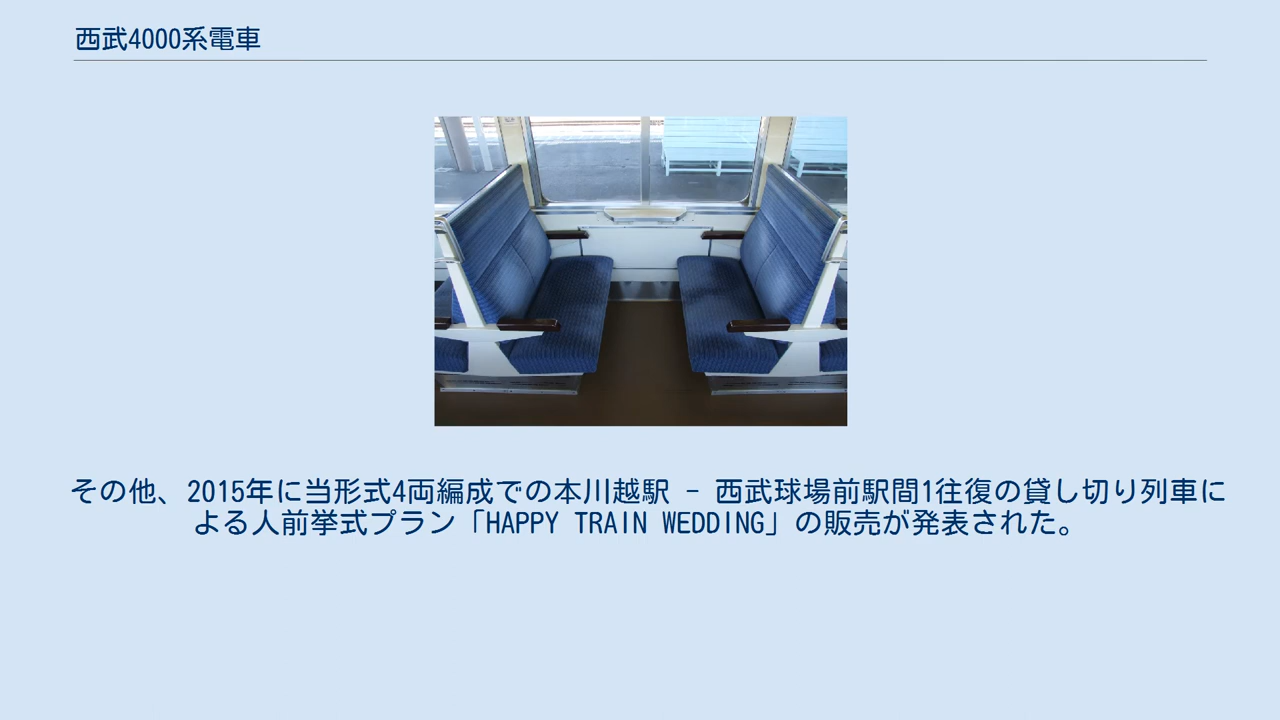 西武4000系電車
その他、2015年に当形式4両編成での本川越駅 - 西武球場前駅間1往復の貸し切り列車に
よる人前挙式プラン「HAPPY TRAIN WEDDING」の販売が発表された。